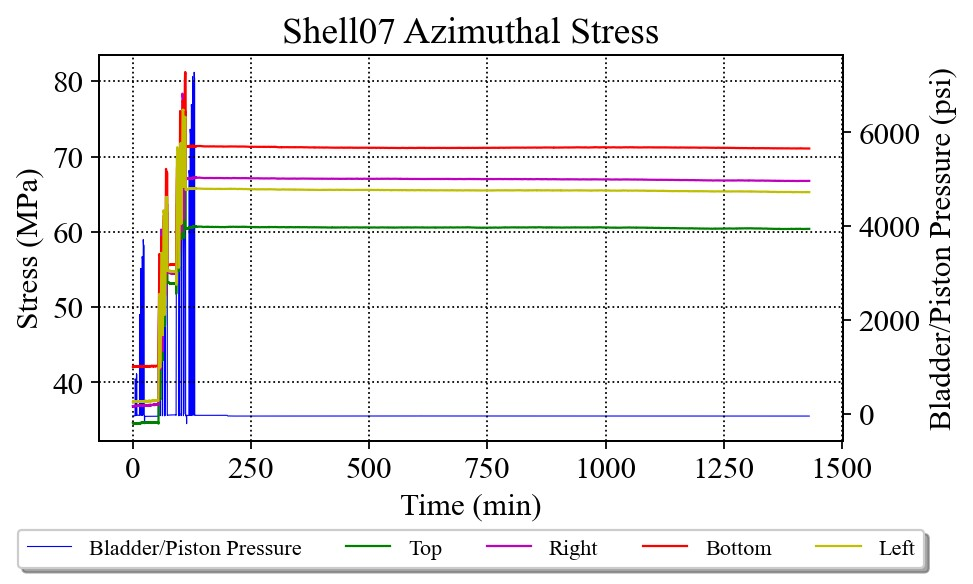 Shell07 Azimuthal Stress
80
70
60
50
40
Stress (MPa)
6000
4000
2000
0
Bladder/Piston Pressure (psi)
0 250 500 750 1000 1250 1500
Time (min)
Bladder/Piston Pressure Top Right Bottom Left